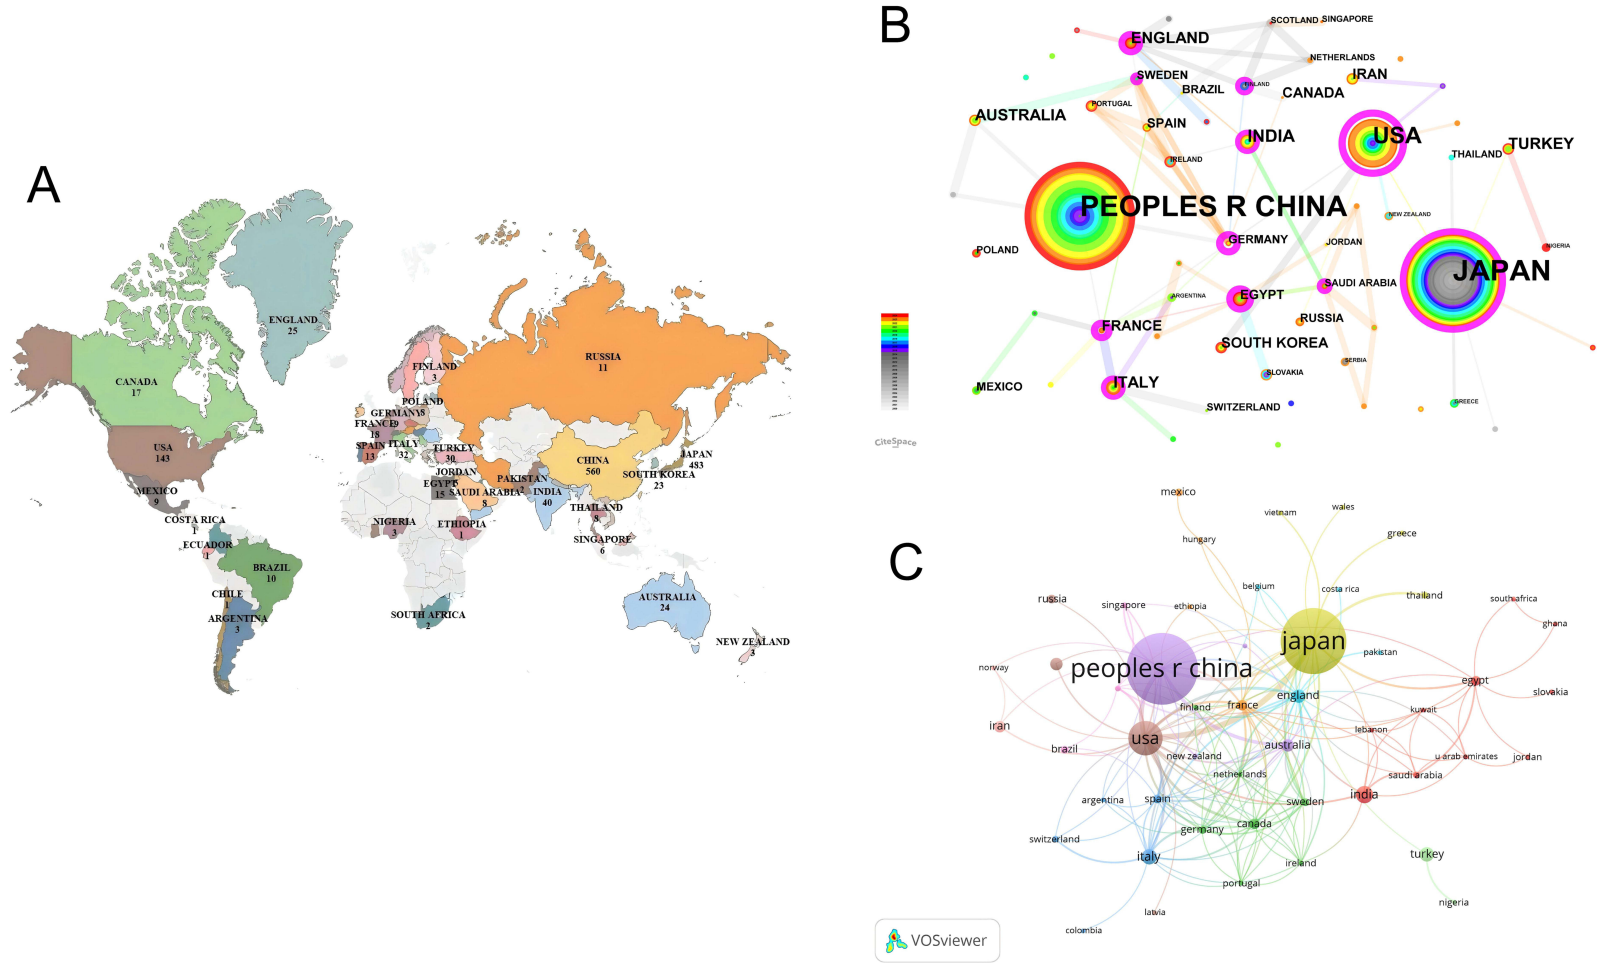 A
ENGLAND
25
CANADA
17
USA
143
MEXICO
9
COSTA RICA
1
ECUADOR
1
BRAZIL
10
CHILE
1
ARGENTINA
3
RUSSIA
11
FINLAND
3
POLAND
8
GERMANY
9
FRANCE
18
SPAIN
13
ITALY
32
TURKEY
30
JORDAN
EGYPT
15
SAUDI ARABIA
8
PAKISTAN
2
INDIA
40
CHINA
560
JAPAN
483
SOUTH KOREA
23
THAILAND
8
SINGAPORE
6
NIGERIA
3
ETHIOPIA
1
SOUTH AFRICA
2
AUSTRALIA
24
NEW ZEALAND
3
B
SCOTLAND
SINGAPORE
ENGLAND
NETHERLANDS
SWEDEN
IRAN
BRAZIL
FINLAND
CANADA
PORTUGAL
AUSTRALIA
SPAIN
INDIA
USA
TURKEY
THAILAND
IRELAND
PEOPLES R CHINA
NEW ZEALAND
POLAND
GERMANY
JORDAN
NIGERIA
JAPAN
SAUDI ARABIA
ARGENTINA
EGYPT
FRANCE
RUSSIA
SOUTH KOREA
SERBIA
SLOVAKIA
MEXICO
ITALY
SWITZERLAND
GREECE
CiteSpace
C
mexico
vietnam
wales
hungary
greece
belgium
costa rica
russia
singapore
ethiopia
thailand
south africa
ghana
japan
pakistan
norway
peoples r china
egypt
england
slovakia
finland
france
kuwait
iran
lebanon
usa
brazil
australia
new zealand
u arab emirates
jordan
netherlands
saudi arabia
argentina
spain
sweden
india
canada
germany
switzerland
italy
ireland
turkey
portugal
nigeria
latvia
colombia
VOSviewer